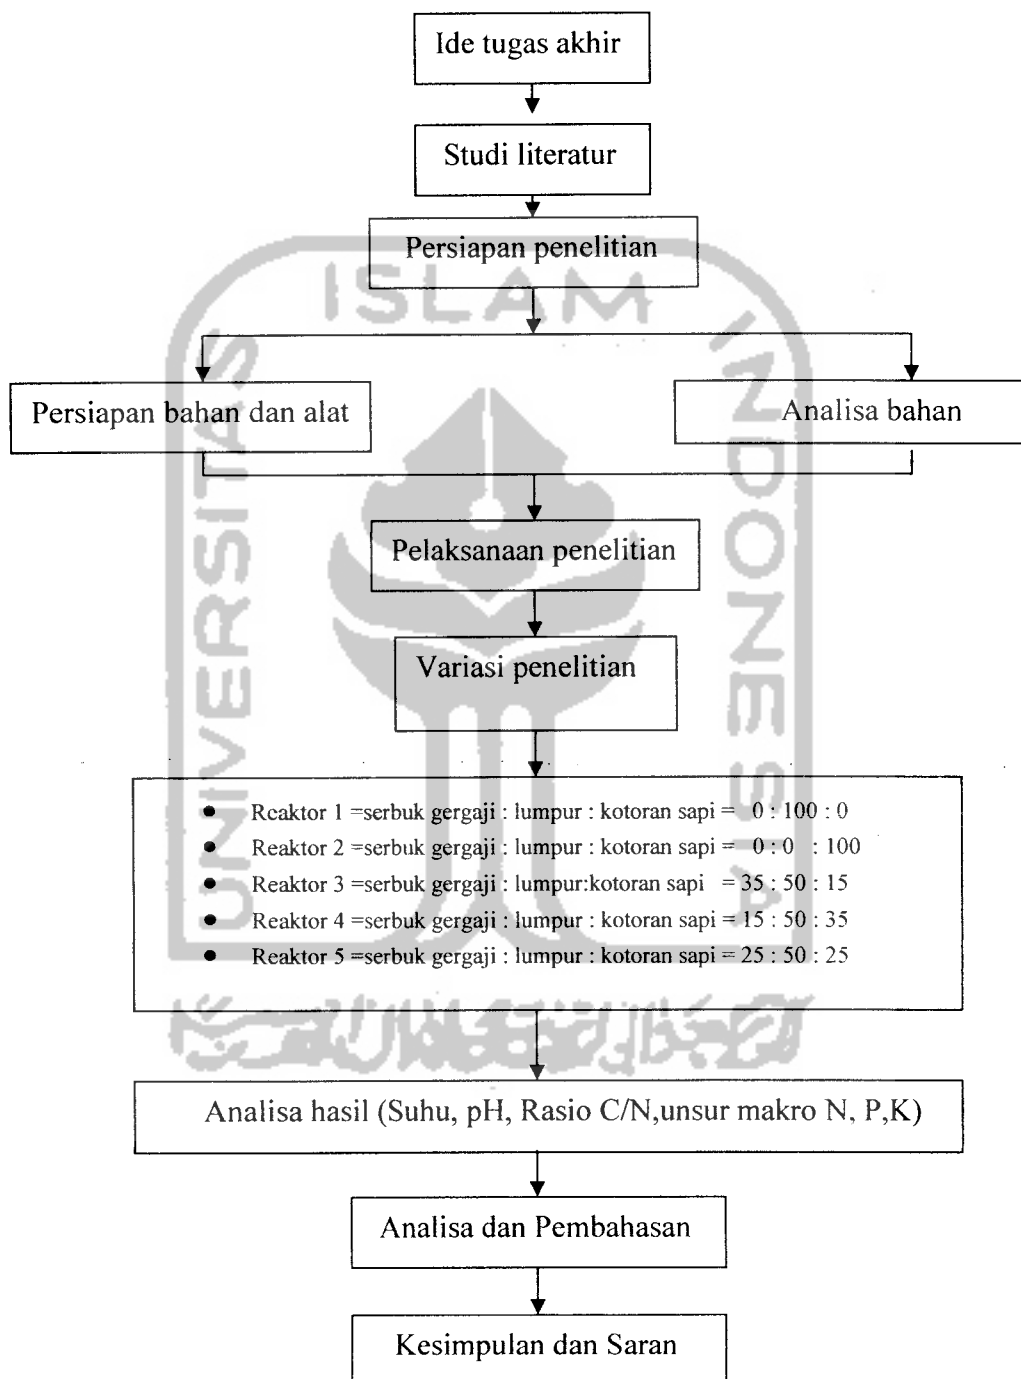 Ide tugas akhir
Studi literatur
Persiapan penelitian
ISLAM
UNIVERSITAS
INDONESIA
Persiapan bahan dan alat
Analisa bahan
Pelaksanaan penelitian
Variasi penelitian
• Reaktor 1 =serbuk gergaji : lumpur : kotoran sapi = 0 : 100 : 0
• Reaktor 2 =serbuk gergaji : lumpur : kotoran sapi = 0 : 0 : 100
• Reaktor 3 =serbuk gergaji : lumpur:kotoran sapi = 35 : 50 : 15
• Reaktor 4 =serbuk gergaji : lumpur : kotoran sapi = 15 : 50 : 35
• Reaktor 5 =serbuk gergaji : lumpur : kotoran sapi = 25 : 50 : 25
Analisa hasil (Suhu, pH, Rasio C/N,unsur makro N, P,K)
Analisa dan Pembahasan
Kesimpulan dan Saran